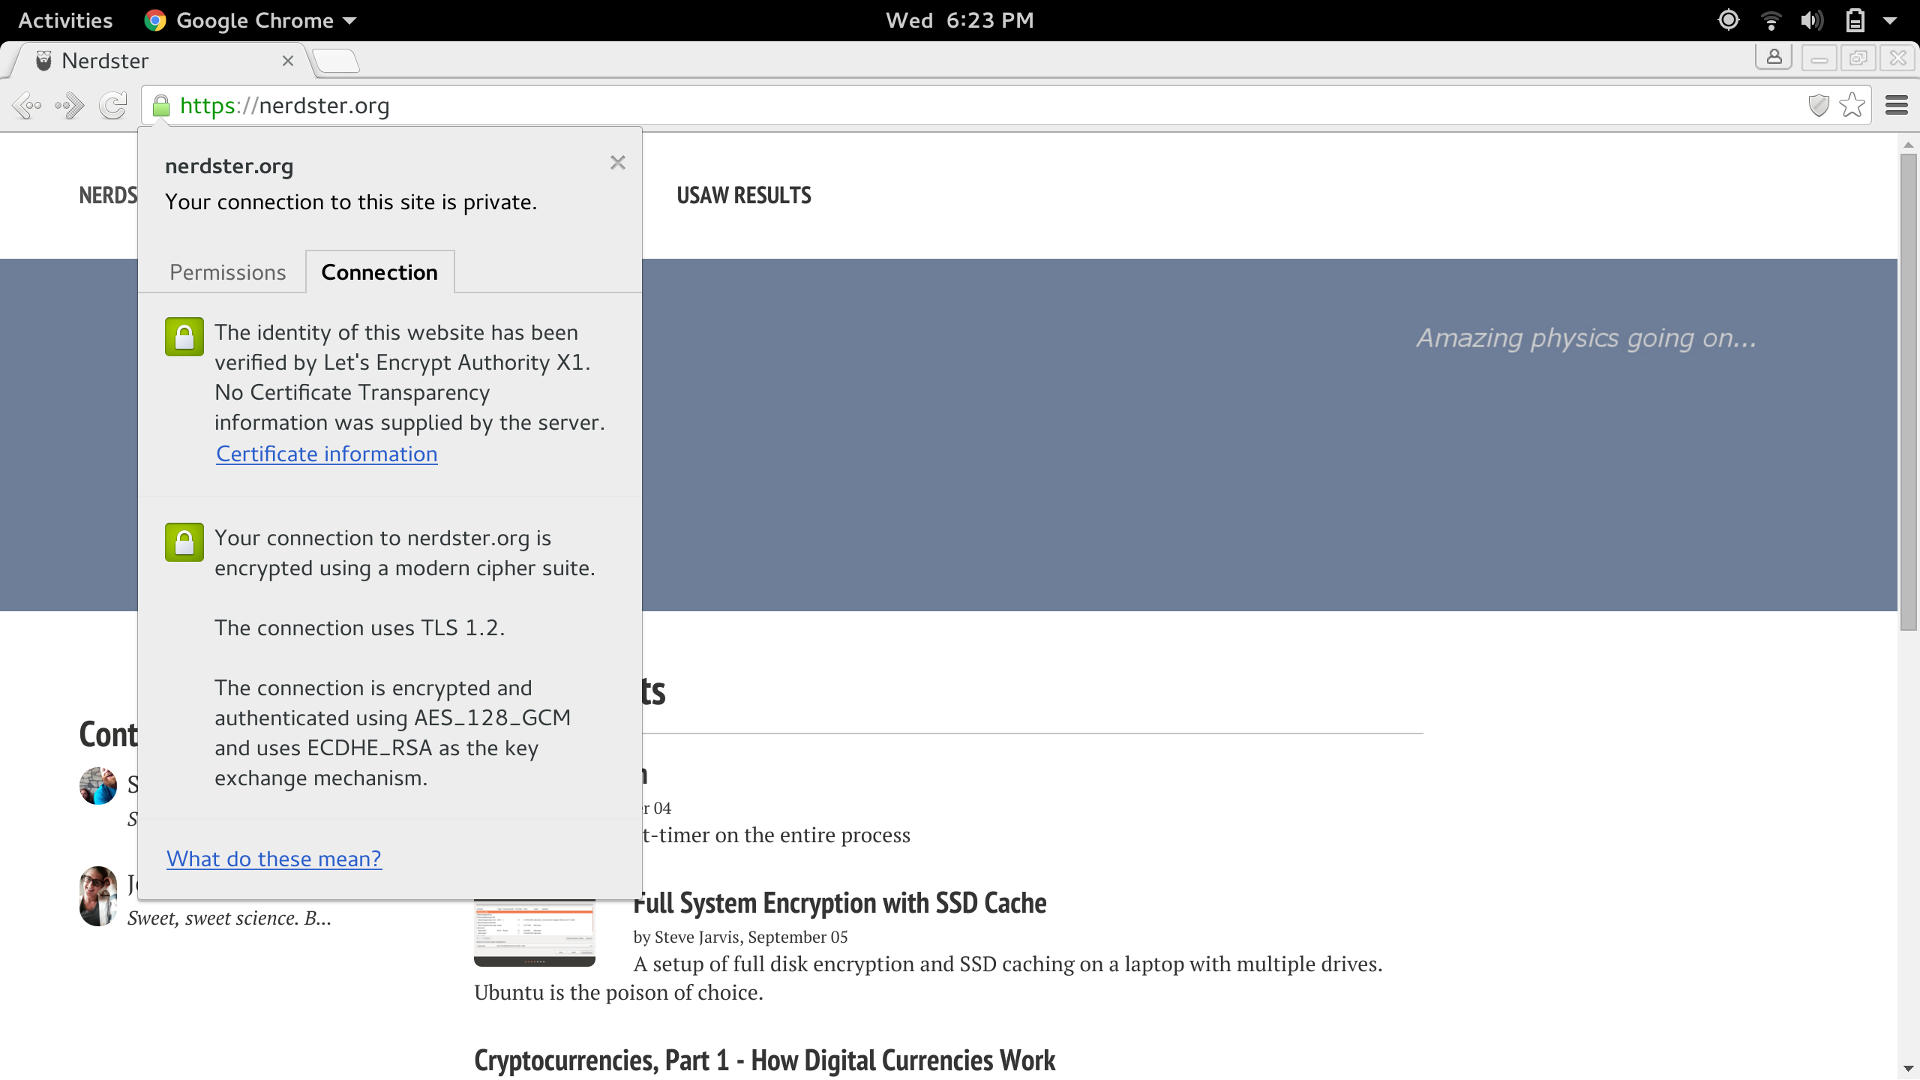 Activities
Google Chrome
Wed 6:23 PM
Nerdster
https://nerdster.org
nerdster.org
Your connection to this site is private.
Permissions
Connection
The identity of this website has been
verified by Let's Encrypt Authority X1.
No Certificate Transparency
information was supplied by the server.
Certificate information
Your connection to nerdster.org is
encrypted using a modern cipher suite.
The connection uses TLS 1.2.
The connection is encrypted and
authenticated using AES_128_GCM
and uses ECDHE_RSA as the key
exchange mechanism.
What do these mean?
NERDS
USAW RESULTS
Amazing physics going on...
Cont
S
S
J
Sweet, sweet science. B...
ts
n
r 04
t-timer on the entire process
Full System Encryption with SSD Cache
by Steve Jarvis, September 05
A setup of full disk encryption and SSD caching on a laptop with multiple drives.
Ubuntu is the poison of choice.
Cryptocurrencies, Part 1 - How Digital Currencies Work